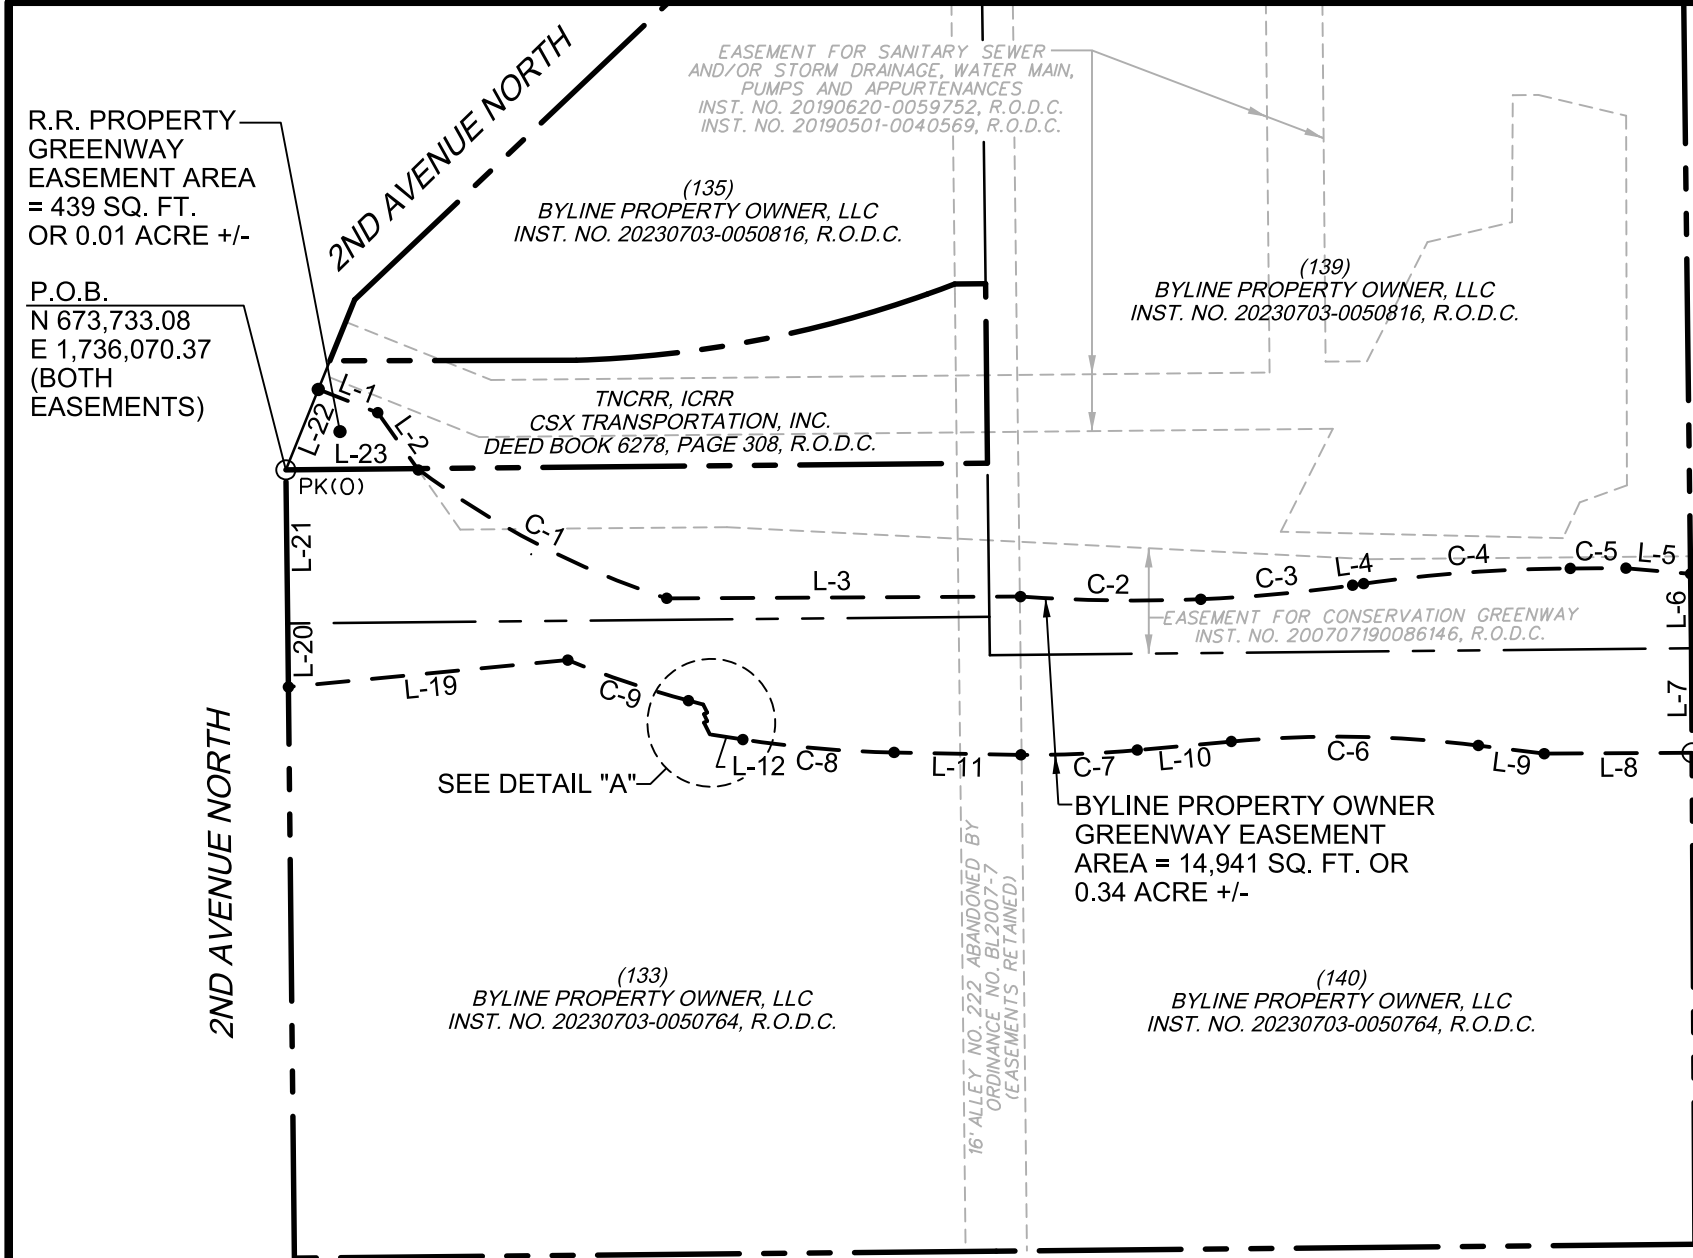 2ND AVENUE NORTH
EASEMENT FOR SANITARY SEWER
AND/OR STORM DRAINAGE, WATER MAIN,
PUMPS AND APPURTENANCES
INST. NO. 20190620-0059752, R.O.D.C.
INST. NO. 20190501-0040569, R.O.D.C.
R.R. PROPERTY
GREENWAY
EASEMENT AREA
= 439 SQ. FT.
OR 0.01 ACRE +/-
(135)
BYLINE PROPERTY OWNER, LLC
INST. NO. 20230703-0050816, R.O.D.C.
(139)
BYLINE PROPERTY OWNER, LLC
INST. NO. 20230703-0050816, R.O.D.C.
P.O.B.
N 673,733.08
E 1,736,070.37
(BOTH
EASEMENTS)
L-1
L-22
L-2
L-23
PK(O)
TNCRR, ICRR
CSX TRANSPORTATION, INC.
DEED BOOK 6278, PAGE 308, R.O.D.C.
L-21
C-1
L-3
C-2
C-3
L-4
C-4
C-5
L-5
L-6
EASEMENT FOR CONSERVATION GREENWAY
INST. NO. 200707190086146, R.O.D.C.
L-20
L-19
C-9
L-12
C-8
L-11
C-7
L-10
C-6
L-9
L-8
L-7
SEE DETAIL "A"
BYLINE PROPERTY OWNER
GREENWAY EASEMENT
AREA = 14,941 SQ. FT. OR
0.34 ACRE +/-
2ND AVENUE NORTH
16' ALLEY NO. 222 ABANDONED BY
ORDINANCE NO. BL2007-7
(EASEMENTS RETAINED)
(133)
BYLINE PROPERTY OWNER, LLC
INST. NO. 20230703-0050764, R.O.D.C.
(140)
BYLINE PROPERTY OWNER, LLC
INST. NO. 20230703-0050764, R.O.D.C.